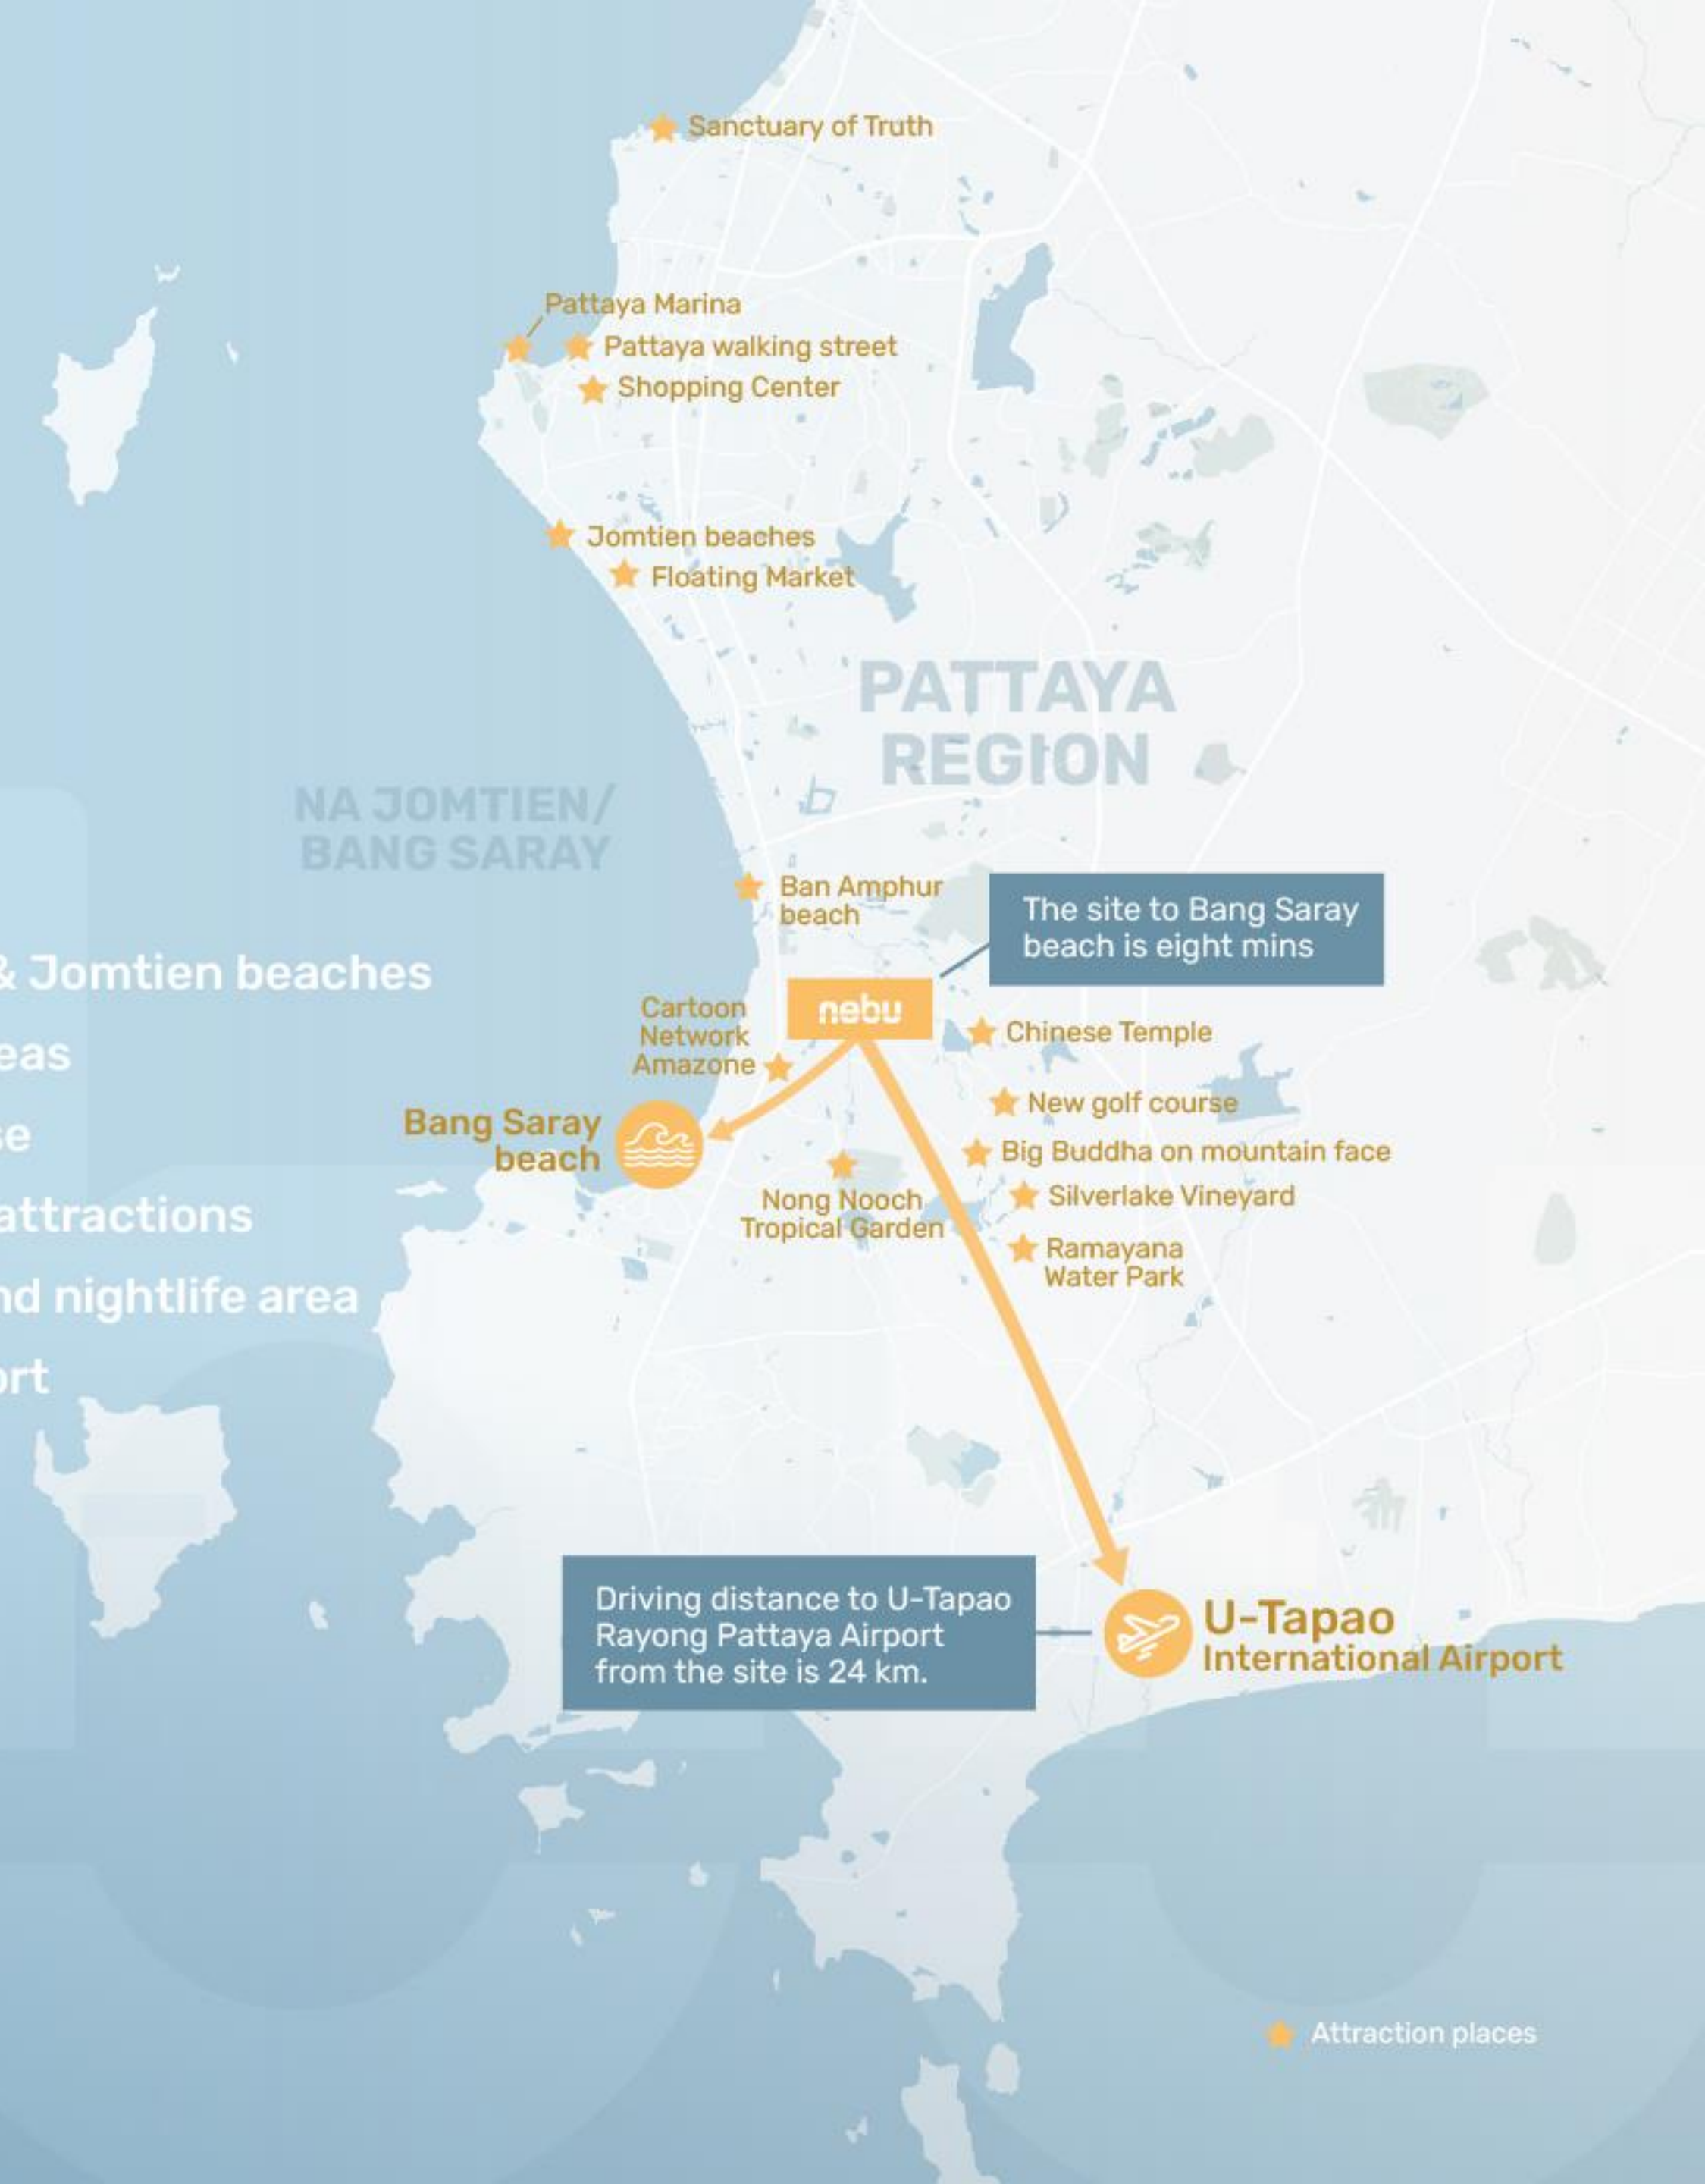 Sanctuary of Truth
Pattaya Marina
Pattaya walking street
Shopping Center
Jomtien beaches
Floating Market
PATTAYA
REGION
NA JOMTIEN/
BANG SARAY
Ban Amphur
beach
The site to Bang Saray
beach is eight mins
& Jomtien beaches
eas
se
attractions
nd nightlife area
ort
nebu
Cartoon
Network
Amazone
Chinese Temple
New golf course
Bang Saray
beach
Big Buddha on mountain face
Silverlake Vineyard
Nong Nooch
Tropical Garden
Ramayana
Water Park
Driving distance to U-Tapao
Rayong Pattaya Airport
from the site is 24 km.
U-Tapao
International Airport
Attraction places